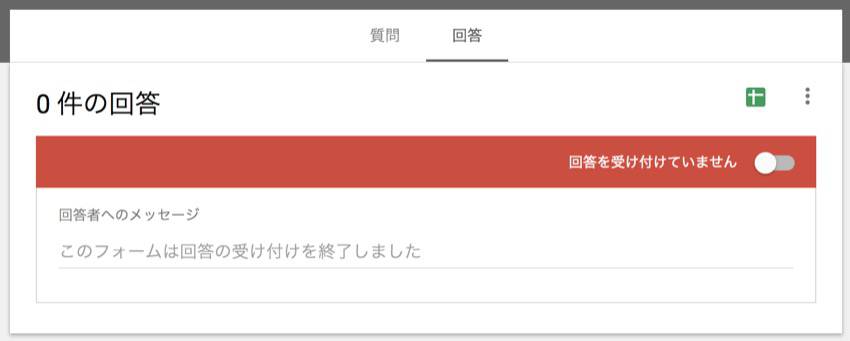 質問 回答
0 件の回答
回答を受け付けていません
回答者へのメッセージ
このフォームは回答の受け付けを終了しました